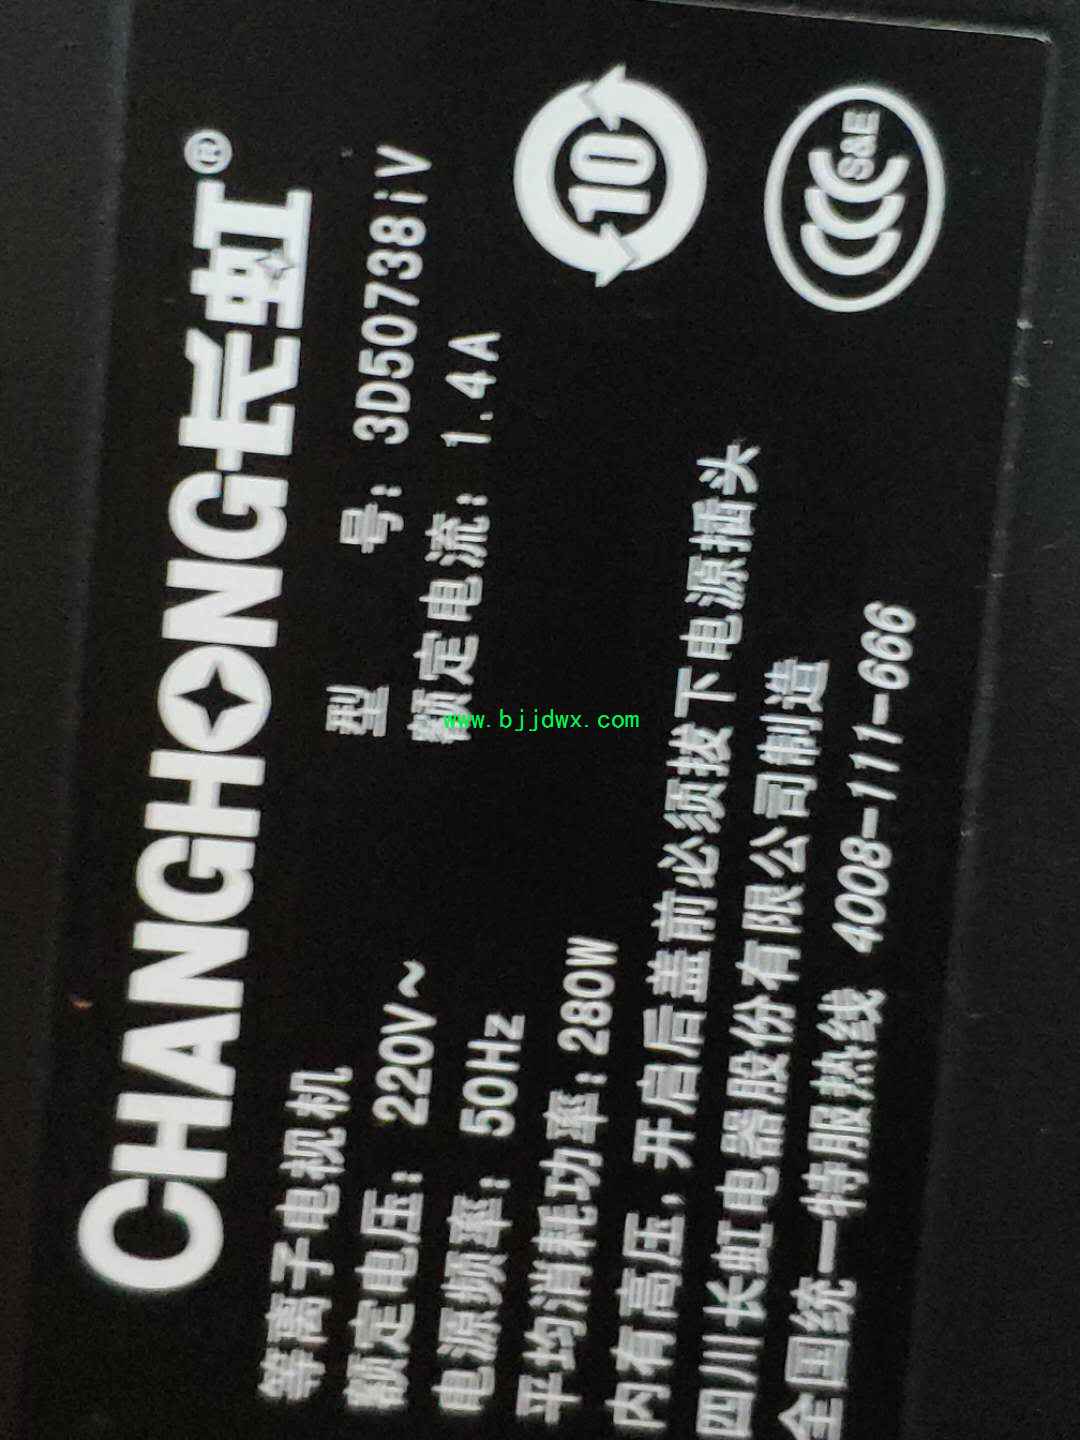 CHANGHONG长虹®
等离子电视机 型 号：3D50738iV
额定电压：220V～ 额定电流：1.4A
电源频率：50Hz
平均消耗功率：280W
内有高压，开启后盖前必须拔下电源插头
四川长虹电器股份有限公司制造
全国统一特服热线 4008-111-666
10
S&E
www.bjjdwx.com